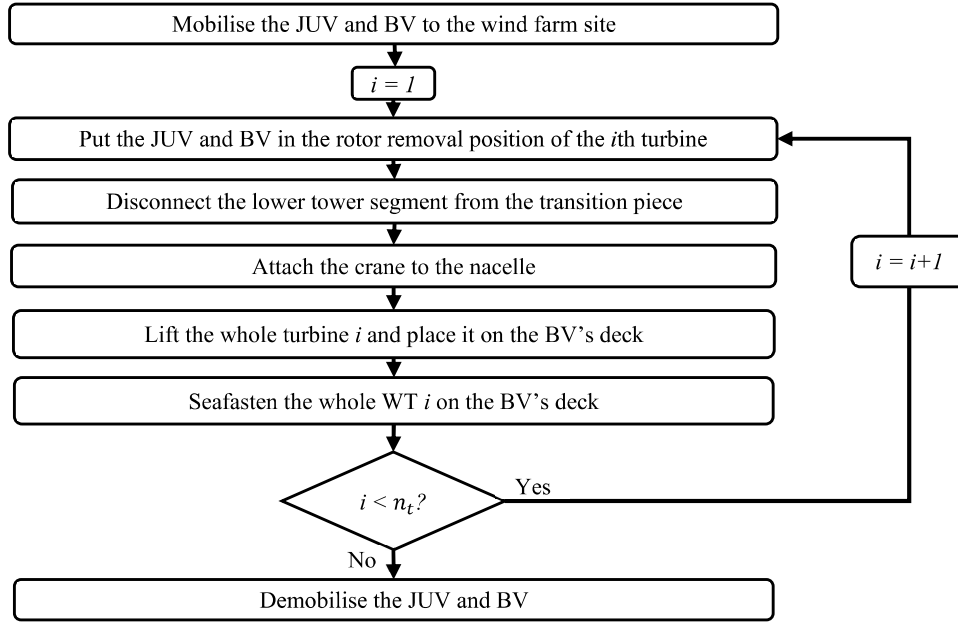 Mobilise the JUV and BV to the wind farm site
i = 1
Put the JUV and BV in the rotor removal position of the ith turbine
Disconnect the lower tower segment from the transition piece
Attach the crane to the nacelle
i = i+1
Lift the whole turbine i and place it on the BV’s deck
Seafasten the whole WT i on the BV’s deck
i < nₜ?
Yes
No
Demobilise the JUV and BV